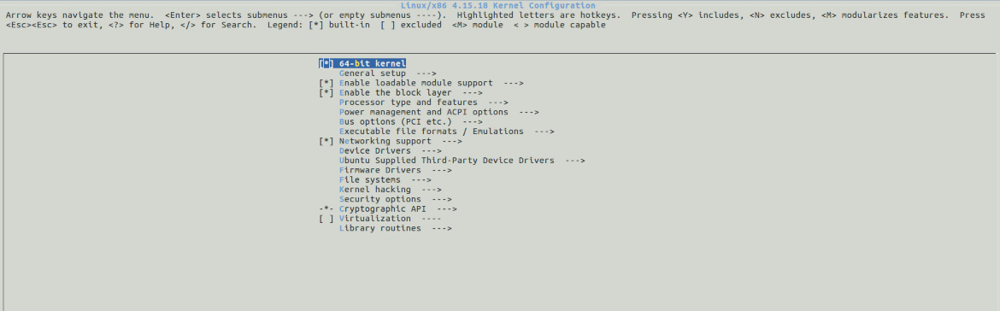 Linux/x86 4.15.18 Kernel Configuration
Arrow keys navigate the menu.  <Enter> selects submenus ---> (or empty submenus ----).  Highlighted letters are hotkeys.  Pressing <Y> includes, <N> excludes, <M> modularizes features.  Press
<Esc><Esc> to exit, <?> for Help, </> for Search.  Legend: [*] built-in  [ ] excluded  <M> module  < > module capable
[*] 64-bit kernel
General setup  --->
[*] Enable loadable module support  --->
[*] Enable the block layer  --->
Processor type and features  --->
Power management and ACPI options  --->
Bus options (PCI etc.)  --->
Executable file formats / Emulations  --->
[*] Networking support  --->
Device Drivers  --->
Ubuntu Supplied Third-Party Device Drivers  --->
Firmware Drivers  --->
File systems  --->
Kernel hacking  --->
Security options  --->
-*- Cryptographic API  --->
[ ] Virtualization  ----
Library routines  --->